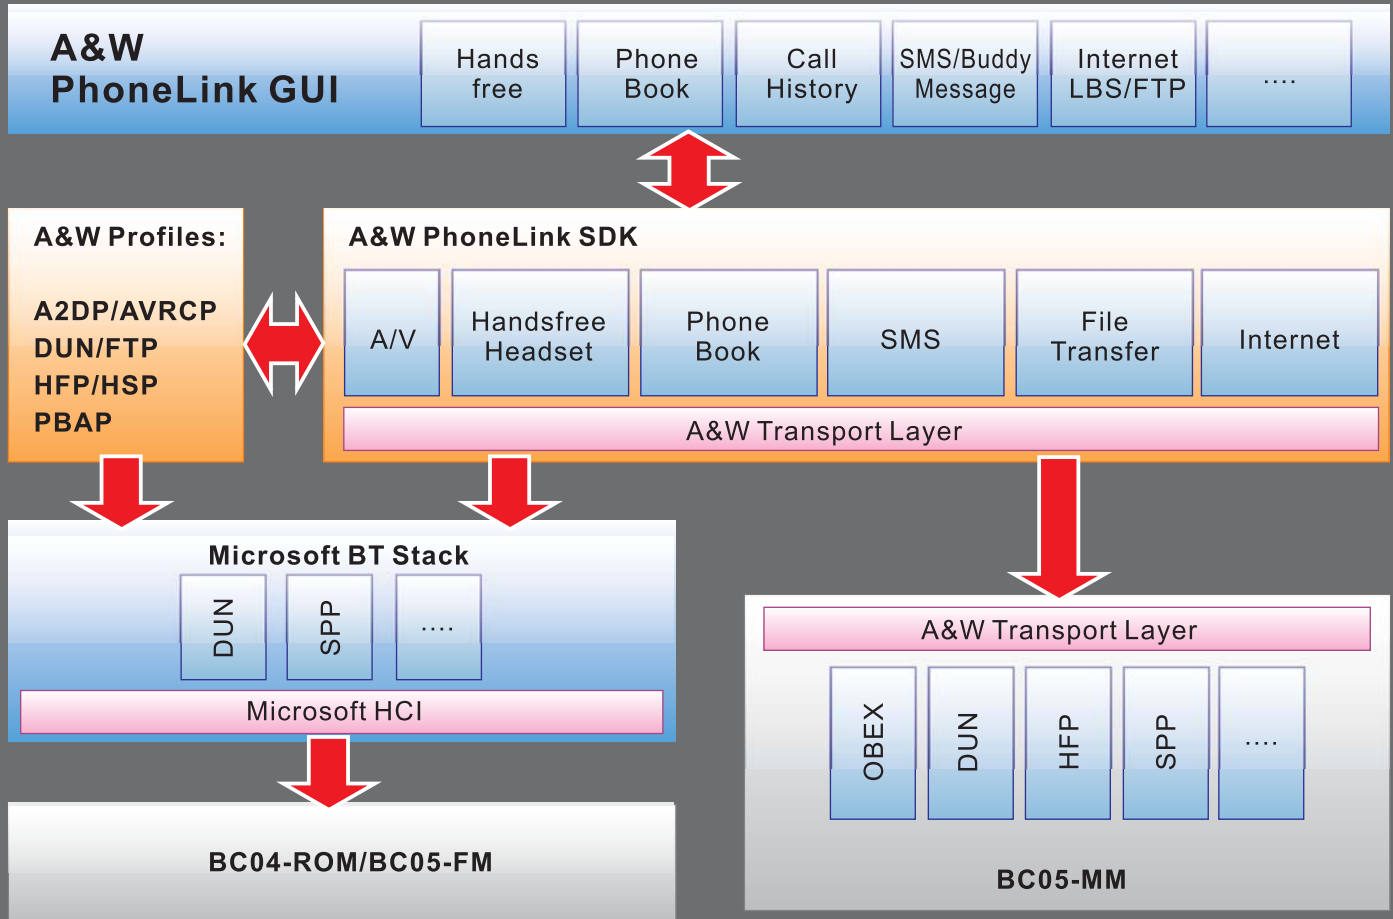 A&W
PhoneLink GUI
Hands
free
Phone
Book
Call
History
SMS/Buddy
Message
Internet
LBS/FTP
....
A&W Profiles:
A2DP/AVRCP
DUN/FTP
HFP/HSP
PBAP
A&W PhoneLink SDK
A/V
Handsfree
Headset
Phone
Book
SMS
File
Transfer
Internet
A&W Transport Layer
Microsoft BT Stack
DUN
SPP
....
Microsoft HCI
BC04-ROM/BC05-FM
A&W Transport Layer
OBEX
DUN
HFP
SPP
....
BC05-MM